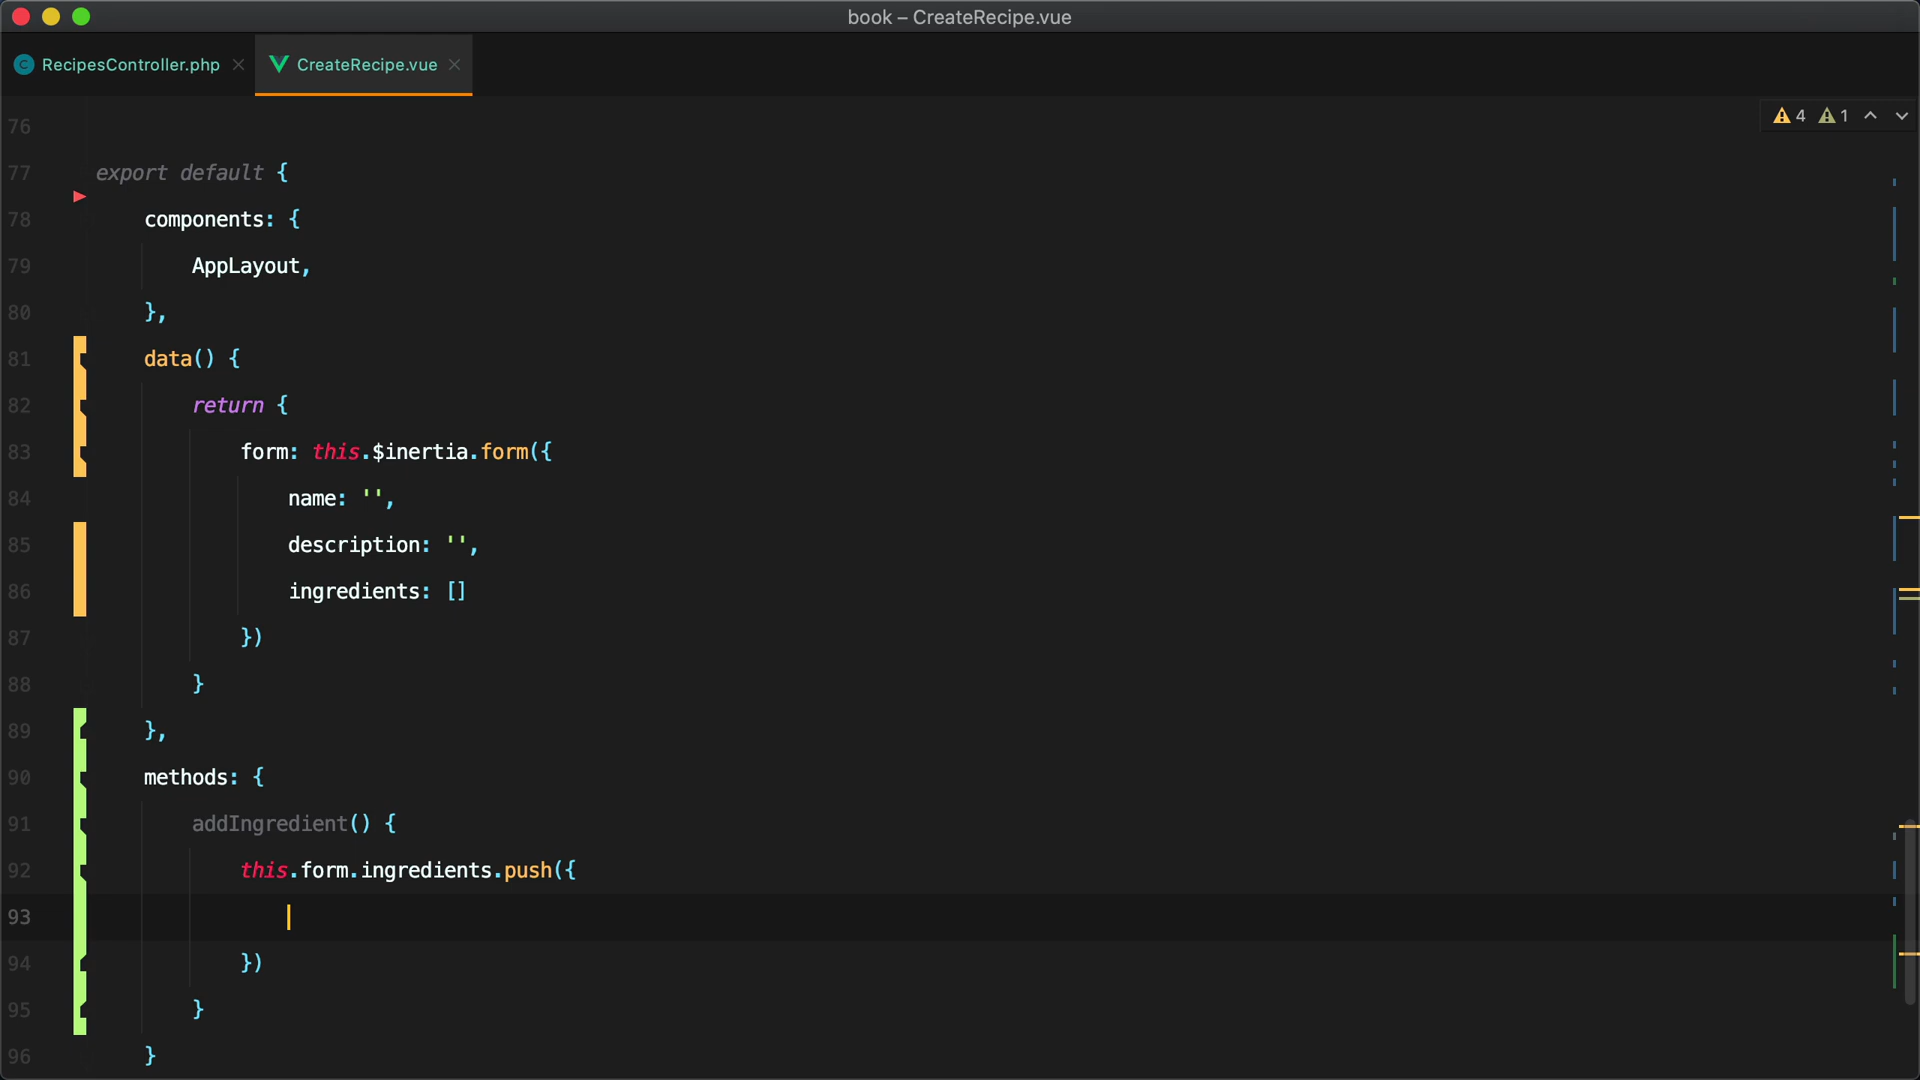 book – CreateRecipe.vue
RecipesController.php
CreateRecipe.vue
4 1
76
77 export default {
78 components: {
79 AppLayout,
80 },
81 data() {
82 return {
83 form: this.$inertia.form({
84 name: '',
85 description: '',
86 ingredients: []
87 })
88 }
89 },
90 methods: {
91 addIngredient() {
92 this.form.ingredients.push({
93
94 })
95 }
96 }